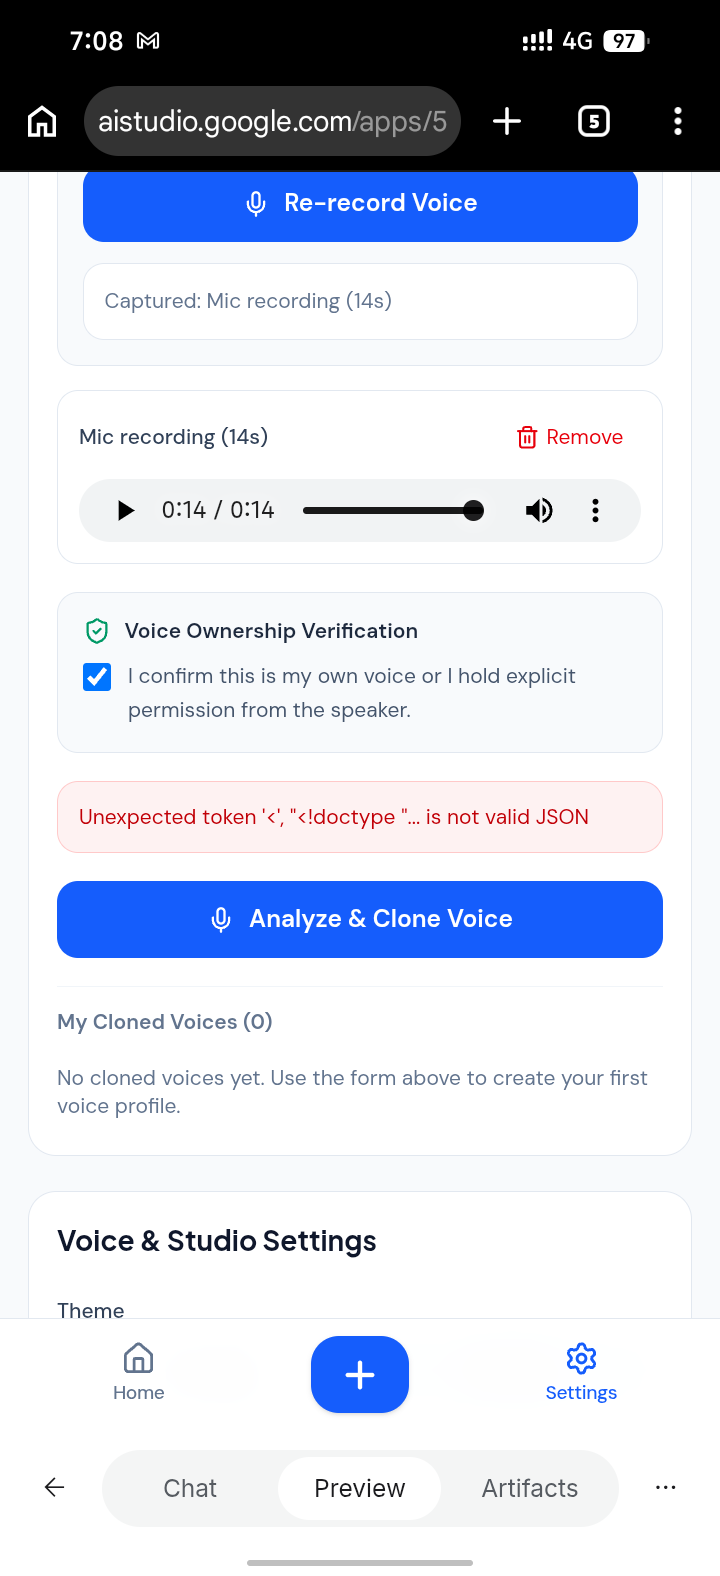 7:08
4G 97
aistudio.google.com/apps/5
5
Re-record Voice
Captured: Mic recording (14s)
Mic recording (14s)
Remove
0:14 / 0:14
Voice Ownership Verification
I confirm this is my own voice or I hold explicit
permission from the speaker.
Unexpected token '<', "<!doctype "... is not valid JSON
Analyze & Clone Voice
My Cloned Voices (0)
No cloned voices yet. Use the form above to create your first
voice profile.
Voice & Studio Settings
Theme
Home
Settings
Chat
Preview
Artifacts